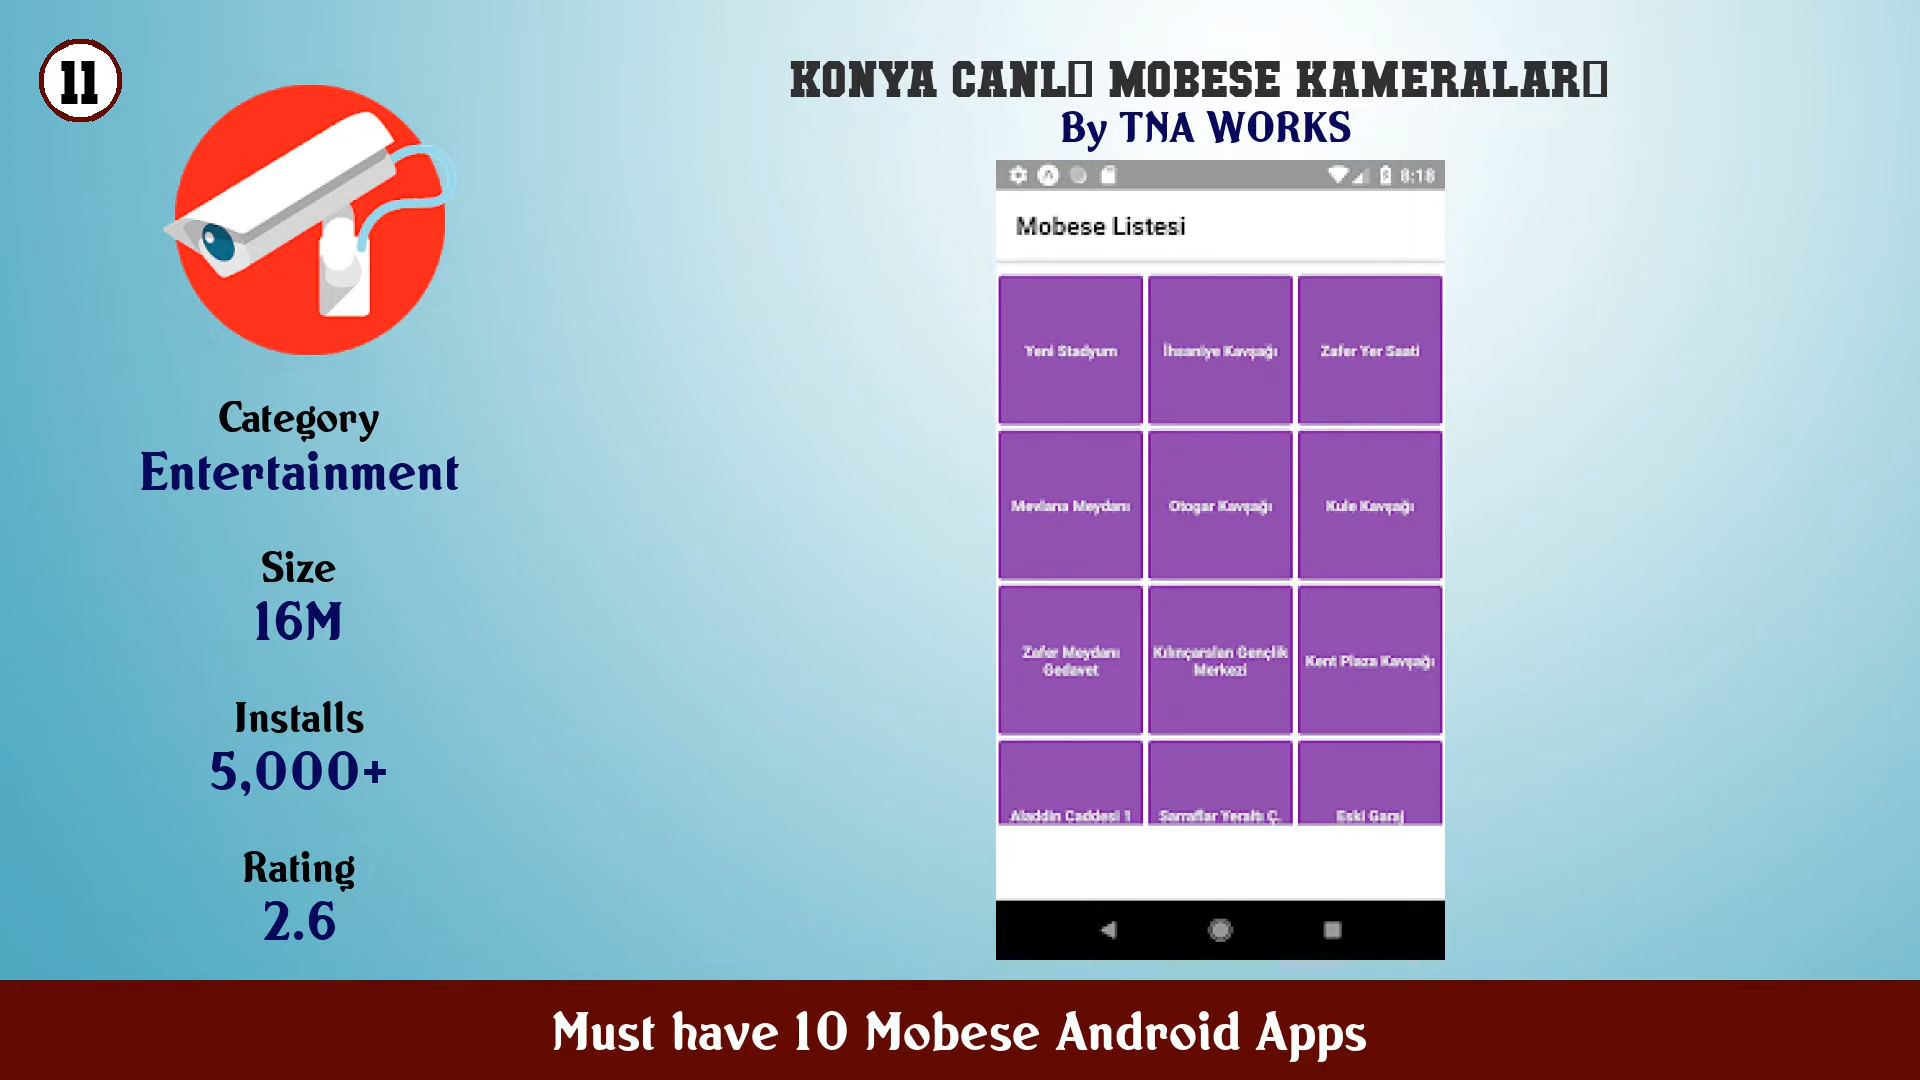 11
KONYA CANL▯ MOBESE KAMERALAR▯
By TNA WORKS
Category
Entertainment
Size
16M
Installs
5,000+
Rating
2.6
8:18
Mobese Listesi
Yeni Stadyum
İhsaniye Kavşağı
Zafer Yer Saati
Mevlana Meydanı
Otogar Kavşağı
Kule Kavşağı
Zafer Meydanı
Gedavet
Kılınçarslan Gençlik
Merkezi
Kent Plaza Kavşağı
Aladdin Caddesi 1
Sarraflar Yeraltı Ç.
Eski Garaj
Must have 10 Mobese Android Apps